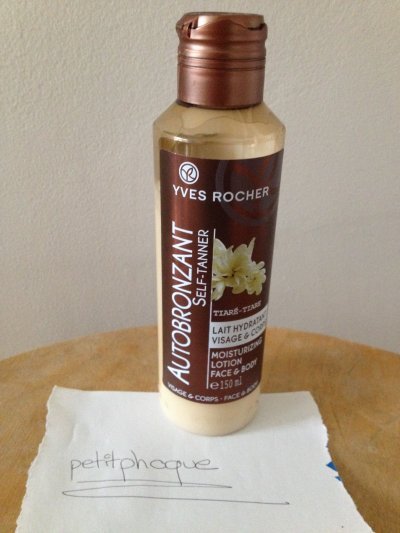 YR
YVES ROCHER
AUTOBRONZANT
SELF-TANNER
TIARÉ-TIARE
LAIT HYDRATANT
VISAGE & CORPS
MOISTURIZING
LOTION
FACE & BODY
℮ 150 ml
VISAGE & CORPS - FACE & BODY
petitphoque